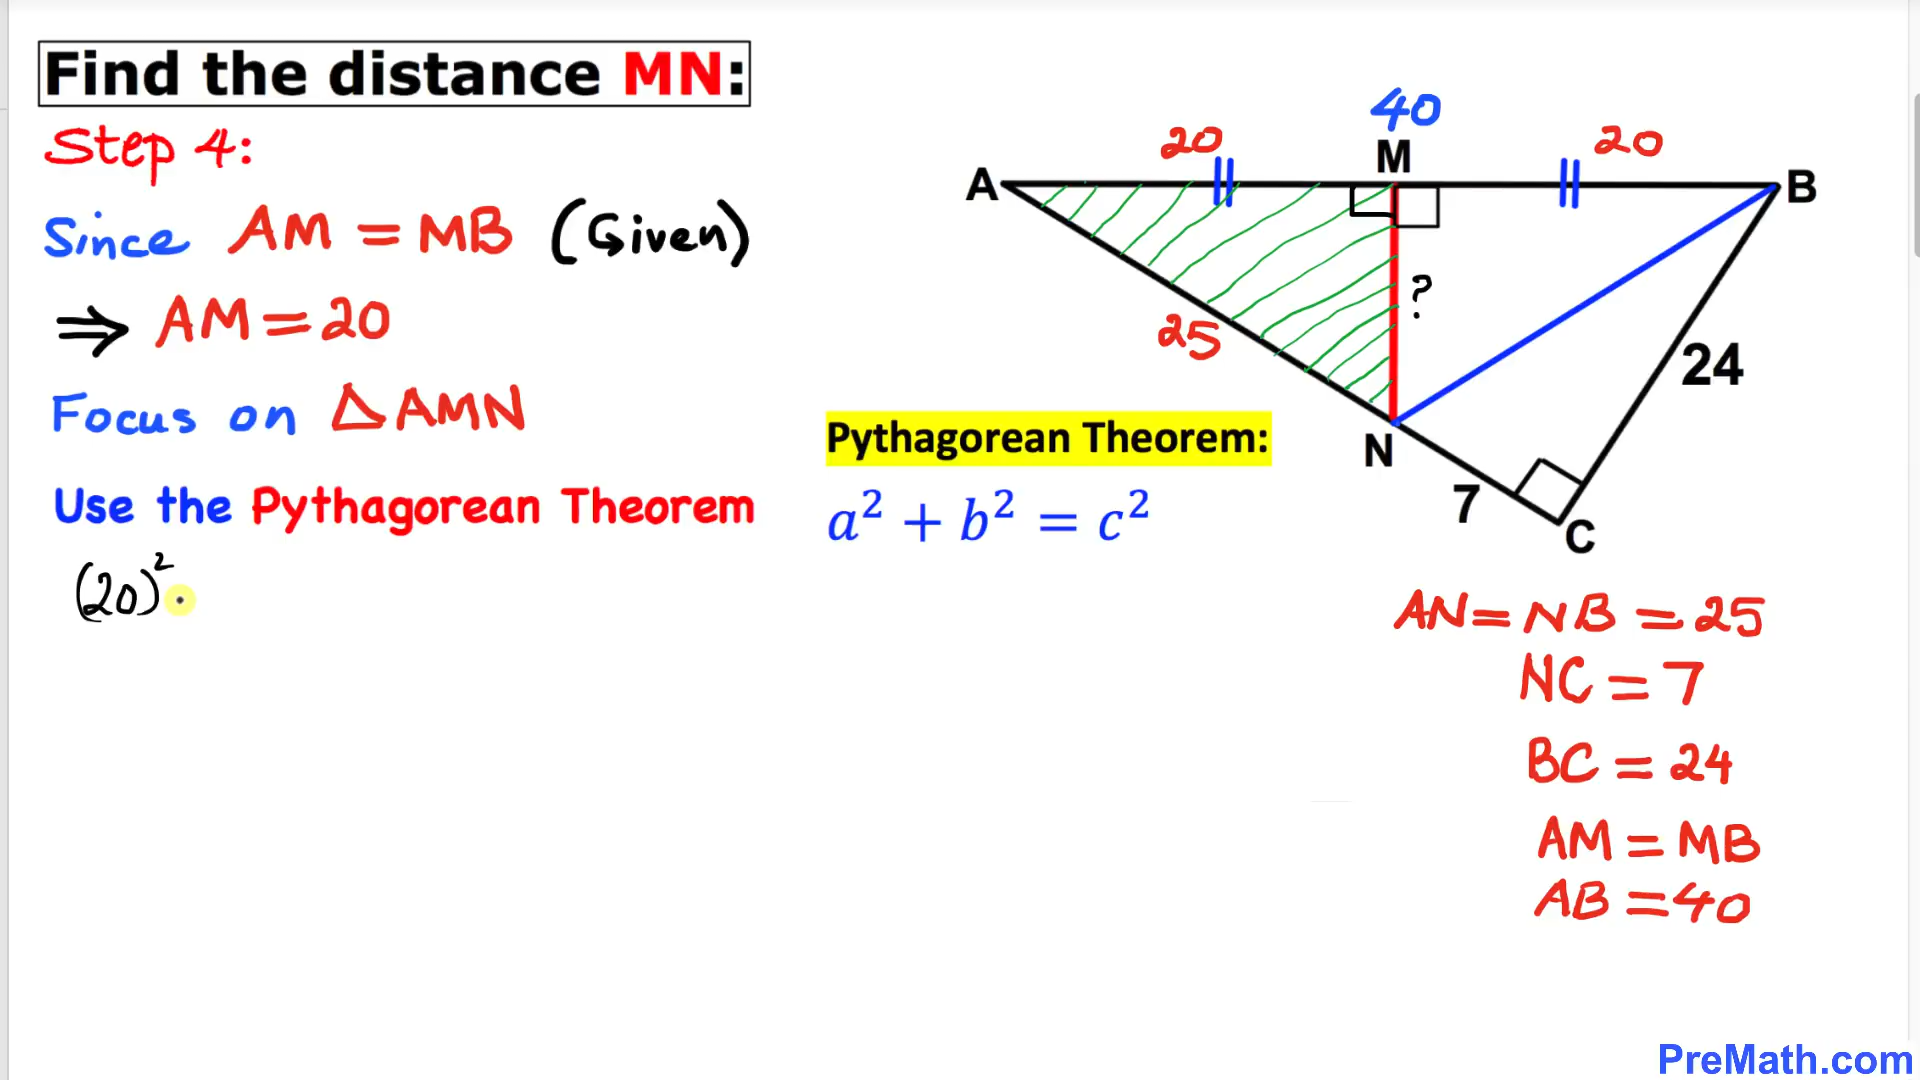 Find the distance MN:
Step 4:
Since AM = MB (Given)
⇒ AM = 20
Focus on △AMN
Use the Pythagorean Theorem
(20)²
40
20
20
M
A
B
?
25
24
N
7
C
Pythagorean Theorem:
a² + b² = c²
AN = NB = 25
NC = 7
BC = 24
AM = MB
AB = 40
PreMath.com